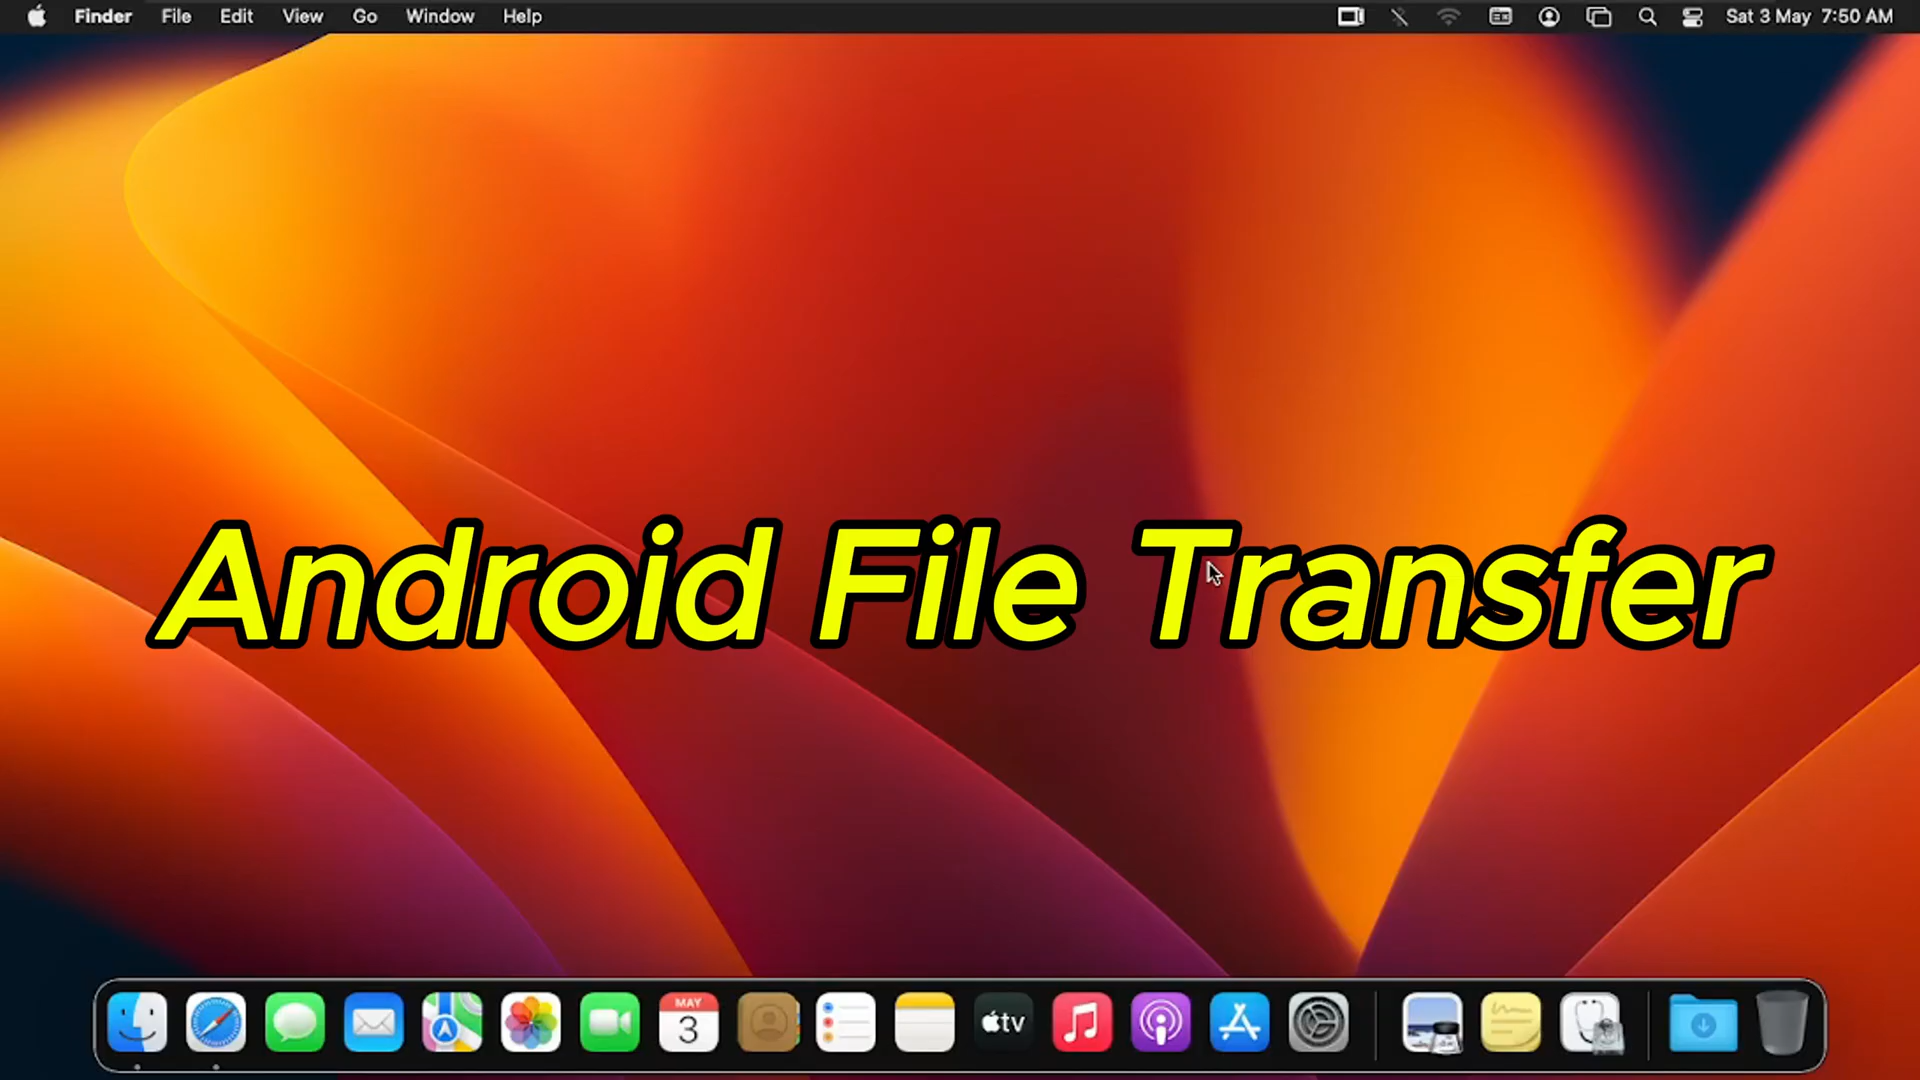 Finder File Edit View Go Window Help Sat 3 May 7:50 AM
Android File Transfer
MAY
3
tv